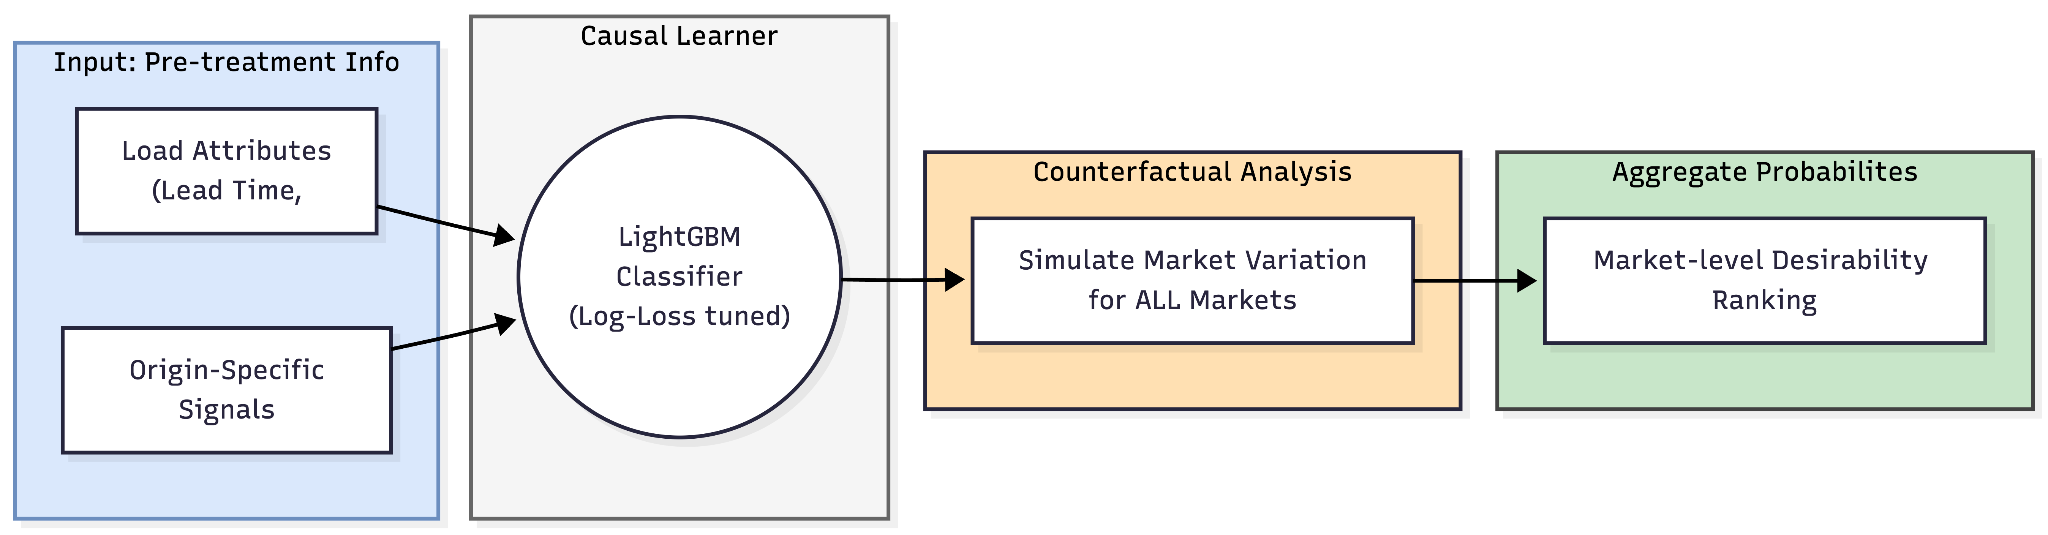 Input: Pre-treatment Info
Load Attributes
(Lead Time,
Origin-Specific
Signals
Causal Learner
LightGBM
Classifier
(Log-Loss tuned)
Counterfactual Analysis
Simulate Market Variation
for ALL Markets
Aggregate Probabilites
Market-level Desirability
Ranking